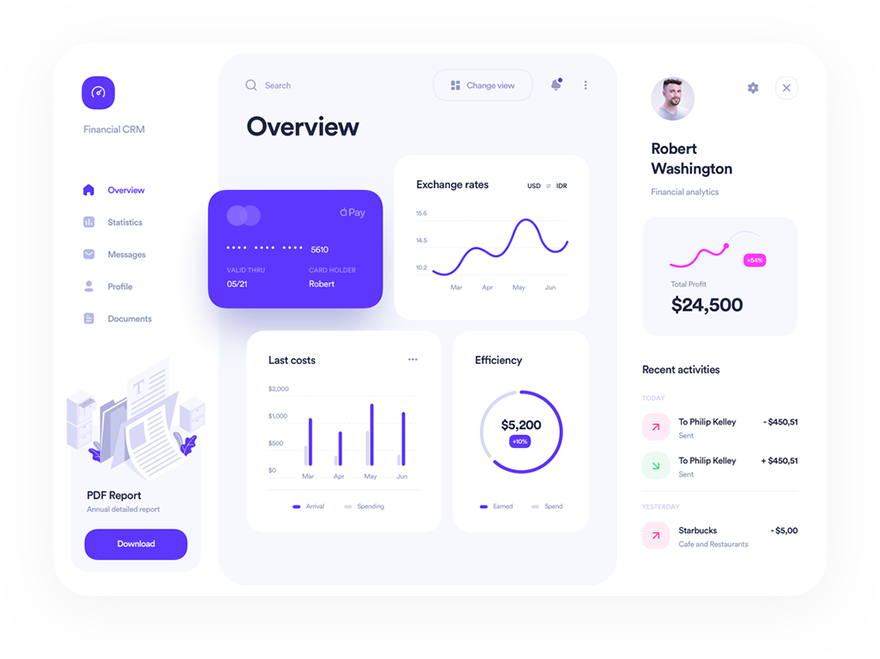 Financial CRM
Overview
Statistics
Messages
Profile
Documents
T
PDF Report
Annual detailed report
Download
Search
Change view
Overview
Pay
•••• •••• •••• 5610
VALID THRU
CARD HOLDER
05/21
Robert
Exchange rates
USD ⇄ IDR
15.6
14.5
10.2
Mar Apr May Jun
Last costs
$2,000
$1,000
$500
$0
Mar Apr May Jun
Arrival Spending
Efficiency
$5,200
+10%
Earned Spend
Robert
Washington
Financial analytics
+54%
Total Profit
$24,500
Recent activities
TODAY
To Philip Kelley - $450,51
Sent
To Philip Kelley + $450,51
Sent
YESTERDAY
Starbucks - $5,00
Cafe and Restaurants